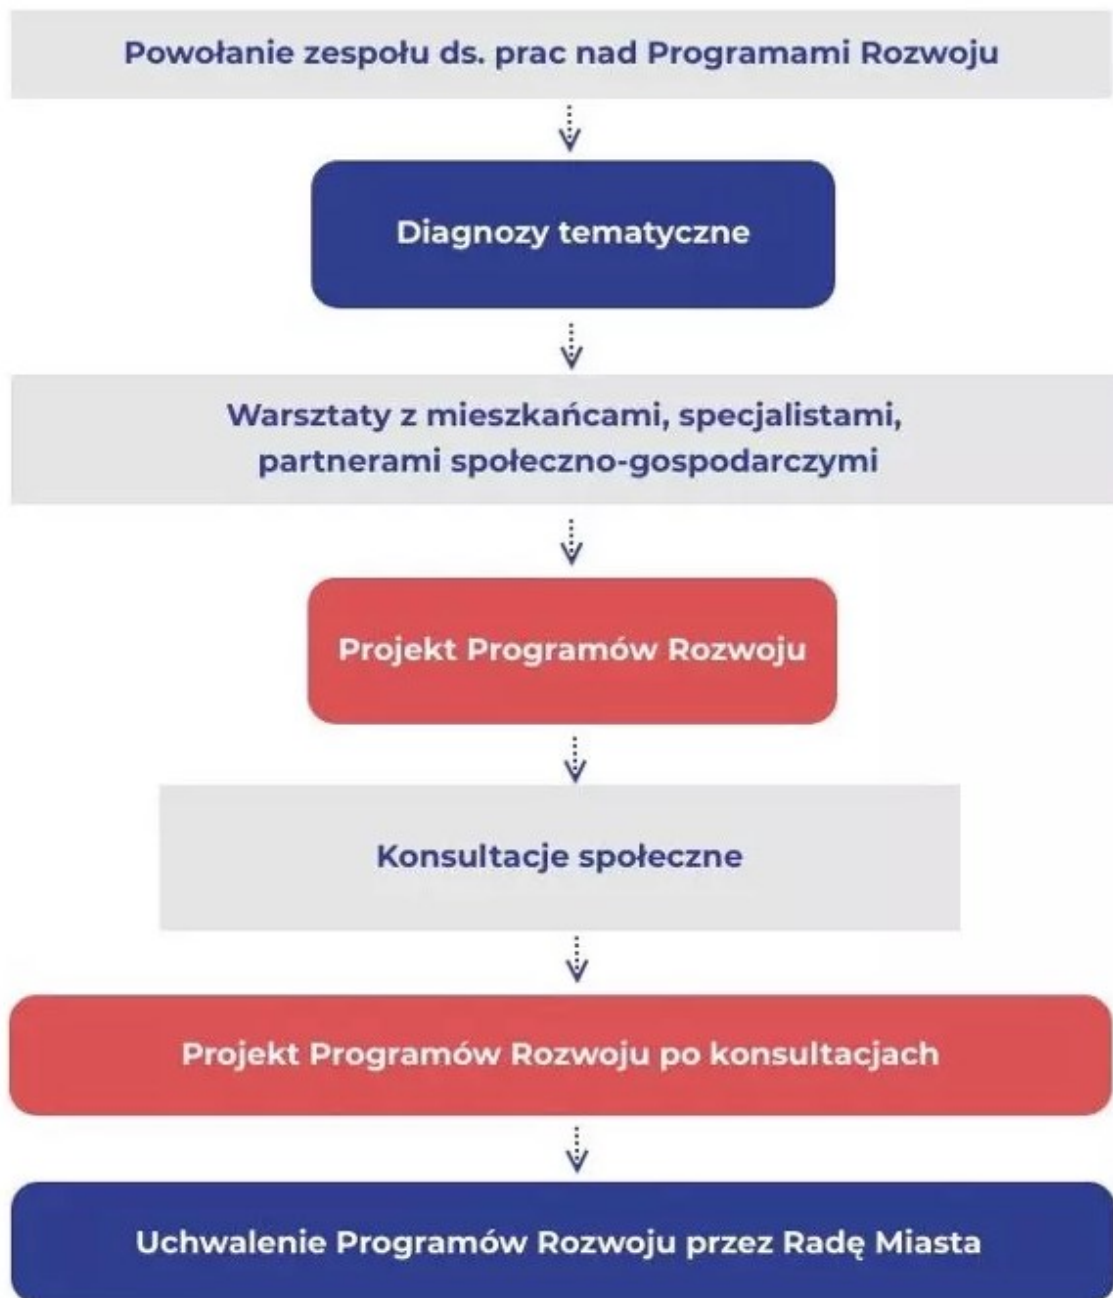 Powołanie zespołu ds. prac nad Programami Rozwoju
Diagnozy tematyczne
Warsztaty z mieszkańcami, specjalistami,
partnerami społeczno-gospodarczymi
Projekt Programów Rozwoju
Konsultacje społeczne
Projekt Programów Rozwoju po konsultacjach
Uchwalenie Programów Rozwoju przez Radę Miasta